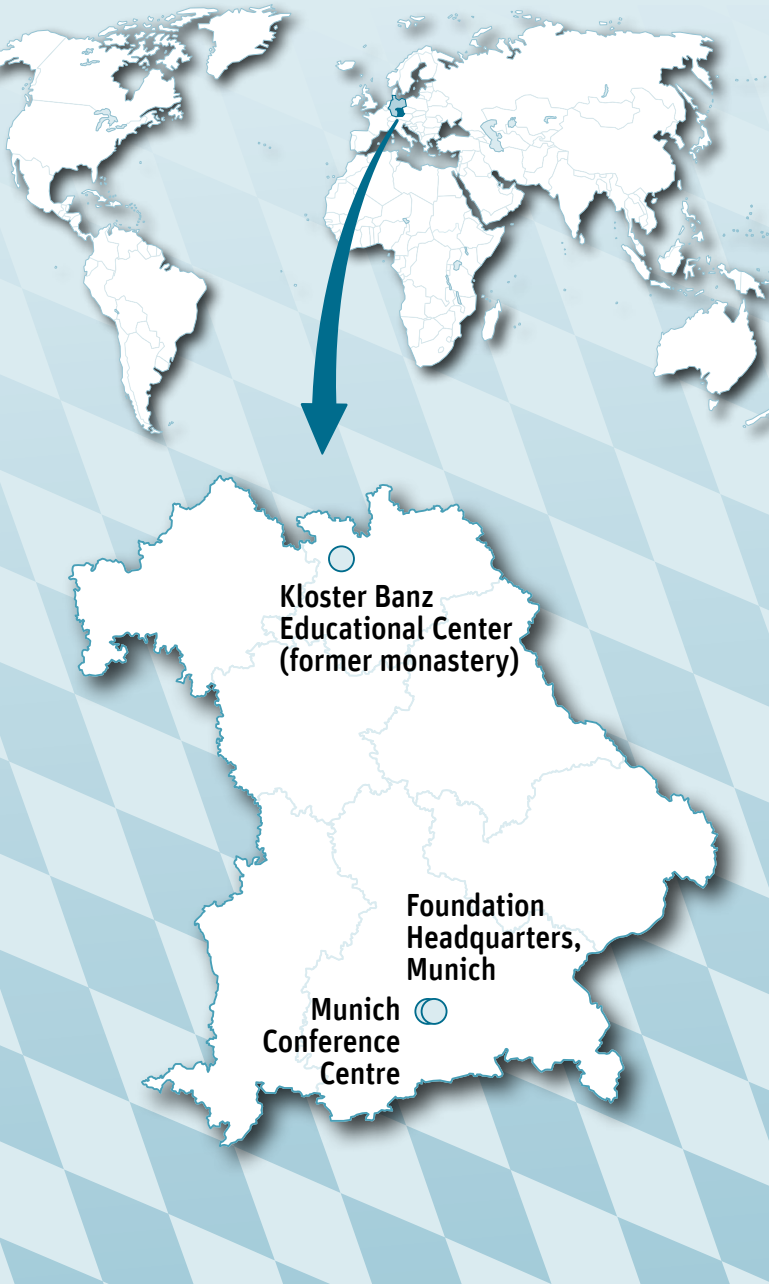 Kloster Banz
Educational Center
(former monastery)
Foundation
Headquarters,
Munich
Munich
Conference
Centre